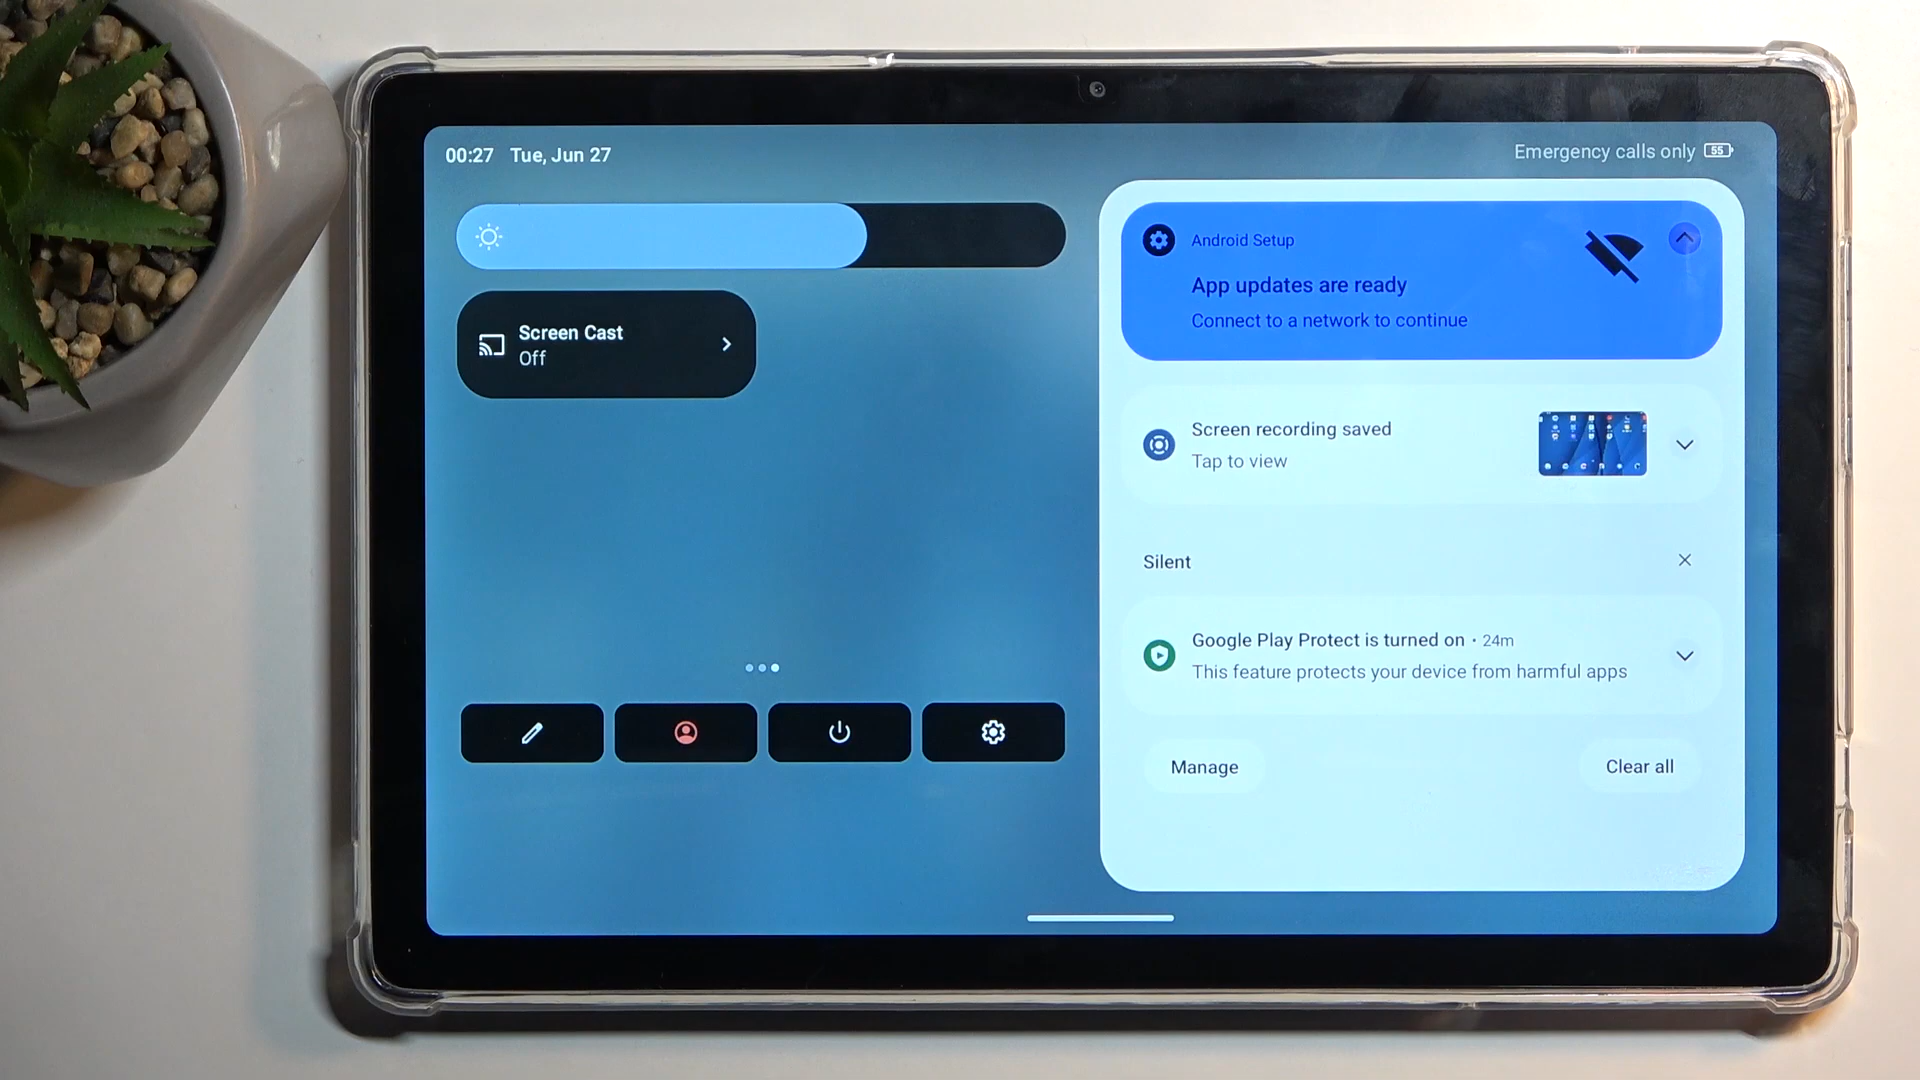 00:27 Tue, Jun 27
Emergency calls only 55
Screen Cast
Off
Android Setup
App updates are ready
Connect to a network to continue
Screen recording saved
Tap to view
Silent
Google Play Protect is turned on • 24m
This feature protects your device from harmful apps
Manage
Clear all